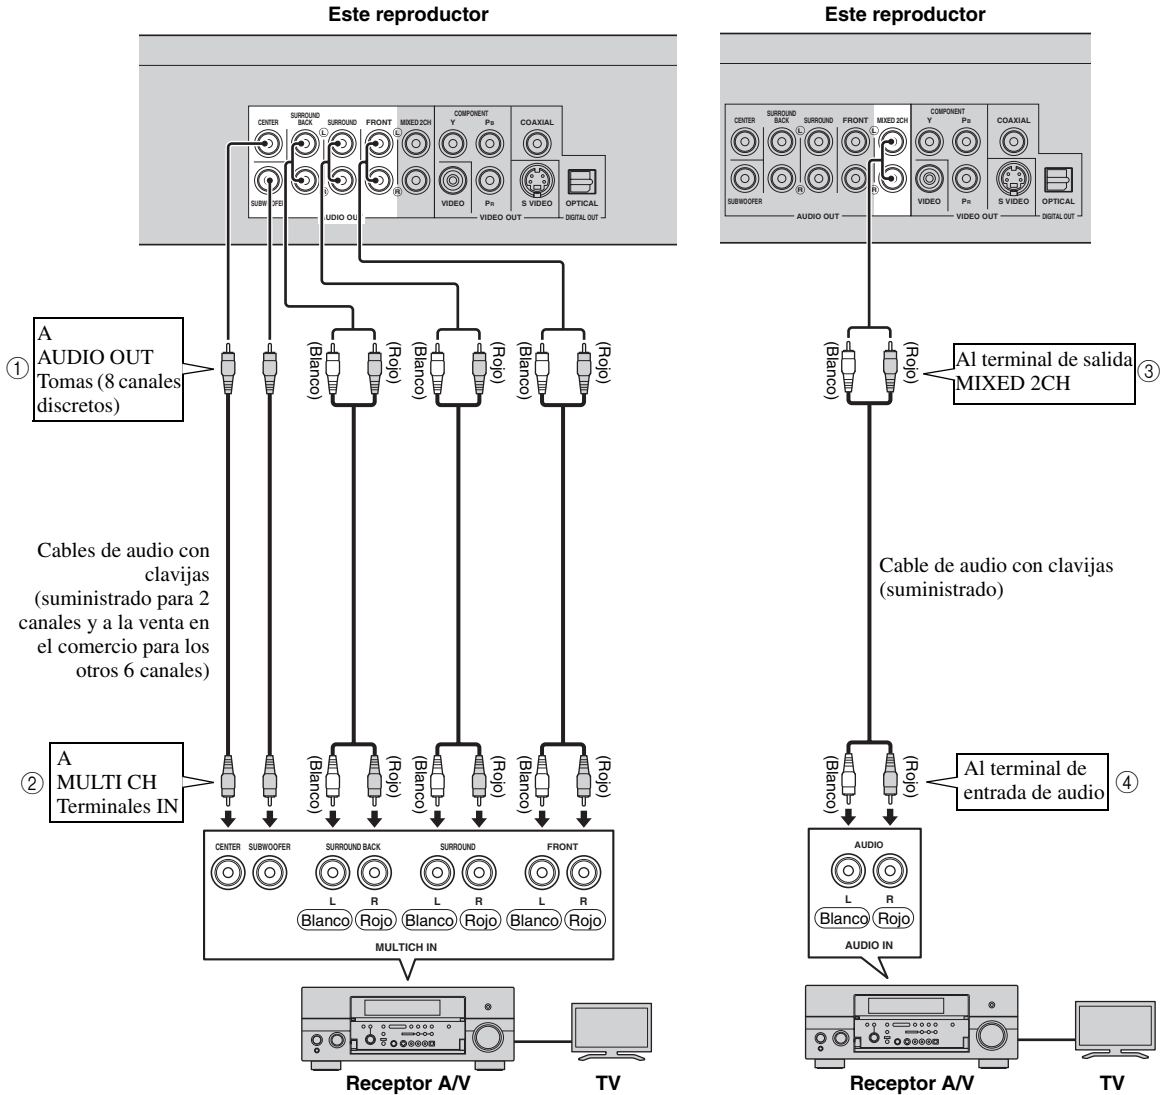 Este reproductor
CENTER
SURROUND
BACK
SURROUND
FRONT
MIXED 2CH
COMPONENT
Y
PB
COAXIAL
L
L
R
R
SUBWOOFER
AUDIO OUT
VIDEO
PR
S VIDEO
VIDEO OUT
OPTICAL
DIGITAL OUT
1
A
AUDIO OUT
Tomas (8 canales
discretos)
(Blanco)
(Rojo)
(Blanco)
(Rojo)
(Blanco)
(Rojo)
Cables de audio con
clavijas
(suministrado para 2
canales y a la venta en
el comercio para los
otros 6 canales)
2
A
MULTI CH
Terminales IN
(Blanco)
(Rojo)
(Blanco)
(Rojo)
(Blanco)
(Rojo)
CENTER
SUBWOOFER
SURROUND BACK
SURROUND
FRONT
L R L R L R
Blanco Rojo Blanco Rojo Blanco Rojo
MULTICH IN
Receptor A/V
TV
Este reproductor
CENTER
SURROUND
BACK
SURROUND
FRONT
MIXED 2CH
COMPONENT
Y
PB
COAXIAL
L
L
R
R
SUBWOOFER
AUDIO OUT
VIDEO
PR
S VIDEO
VIDEO OUT
OPTICAL
DIGITAL OUT
(Blanco)
(Rojo)
Al terminal de salida
MIXED 2CH
3
Cable de audio con clavijas
(suministrado)
(Blanco)
(Rojo)
Al terminal de
entrada de audio
4
AUDIO
L R
Blanco Rojo
AUDIO IN
Receptor A/V
TV